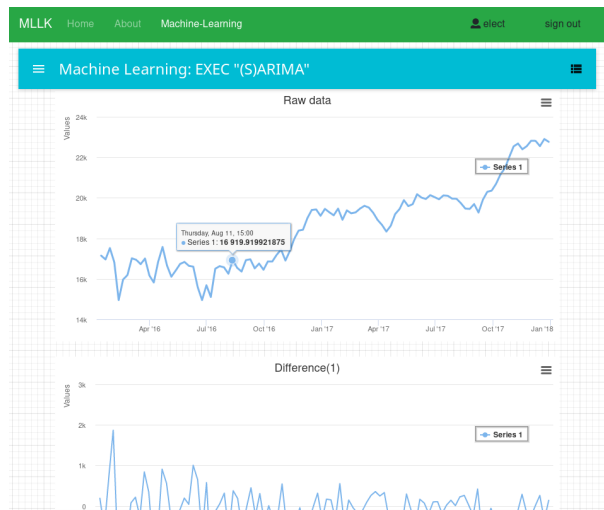 MLLK Home About Machine-Learning elect sign out
Machine Learning: EXEC "(S)ARIMA"
Raw data
Values
24k
22k
20k
18k
16k
14k
Series 1
Thursday, Aug 11, 15:00
Series 1: 16 919.919921875
Apr '16 Jul '16 Oct '16 Jan '17 Apr '17 Jul '17 Oct '17 Jan '18
Difference(1)
Values
3k
2k
1k
0
Series 1